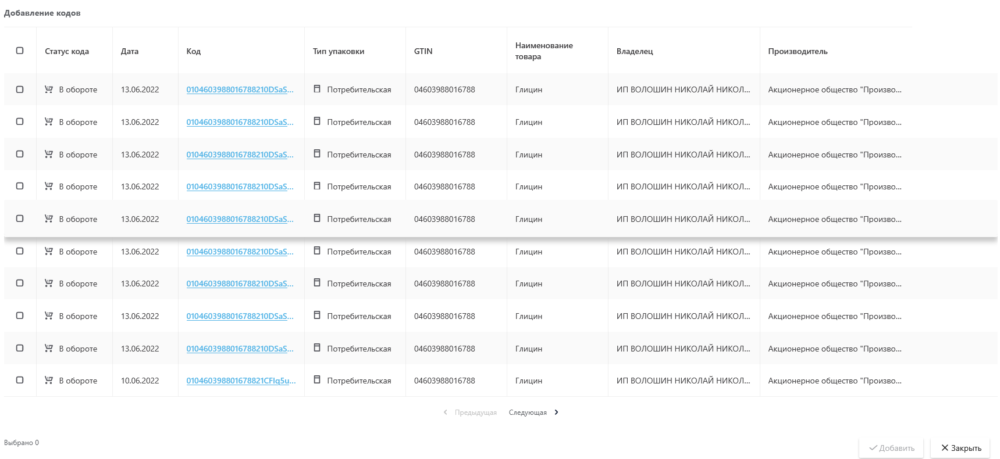 Добавление кодов
Статус кода Дата Код Тип упаковки GTIN Наименование товара Владелец Производитель
В обороте 13.06.2022 0104603988016788210DSaS... Потребительская 04603988016788 Глицин ИП ВОЛОШИН НИКОЛАЙ НИКОЛ... Акционерное общество "Произво...
В обороте 13.06.2022 0104603988016788210DSaS... Потребительская 04603988016788 Глицин ИП ВОЛОШИН НИКОЛАЙ НИКОЛ... Акционерное общество "Произво...
В обороте 13.06.2022 0104603988016788210DSaS... Потребительская 04603988016788 Глицин ИП ВОЛОШИН НИКОЛАЙ НИКОЛ... Акционерное общество "Произво...
В обороте 13.06.2022 0104603988016788210DSaS... Потребительская 04603988016788 Глицин ИП ВОЛОШИН НИКОЛАЙ НИКОЛ... Акционерное общество "Произво...
В обороте 13.06.2022 0104603988016788210DSaS... Потребительская 04603988016788 Глицин ИП ВОЛОШИН НИКОЛАЙ НИКОЛ... Акционерное общество "Произво...
В обороте 13.06.2022 0104603988016788210DSaS... Потребительская 04603988016788 Глицин ИП ВОЛОШИН НИКОЛАЙ НИКОЛ... Акционерное общество "Произво...
В обороте 13.06.2022 0104603988016788210DSaS... Потребительская 04603988016788 Глицин ИП ВОЛОШИН НИКОЛАЙ НИКОЛ... Акционерное общество "Произво...
В обороте 13.06.2022 0104603988016788210DSaS... Потребительская 04603988016788 Глицин ИП ВОЛОШИН НИКОЛАЙ НИКОЛ... Акционерное общество "Произво...
В обороте 13.06.2022 0104603988016788210DSaS... Потребительская 04603988016788 Глицин ИП ВОЛОШИН НИКОЛАЙ НИКОЛ... Акционерное общество "Произво...
В обороте 10.06.2022 010460398801678821CFlq5u... Потребительская 04603988016788 Глицин ИП ВОЛОШИН НИКОЛАЙ НИКОЛ... Акционерное общество "Произво...
Предыдущая Следующая
Выбрано 0 Добавить Закрыть